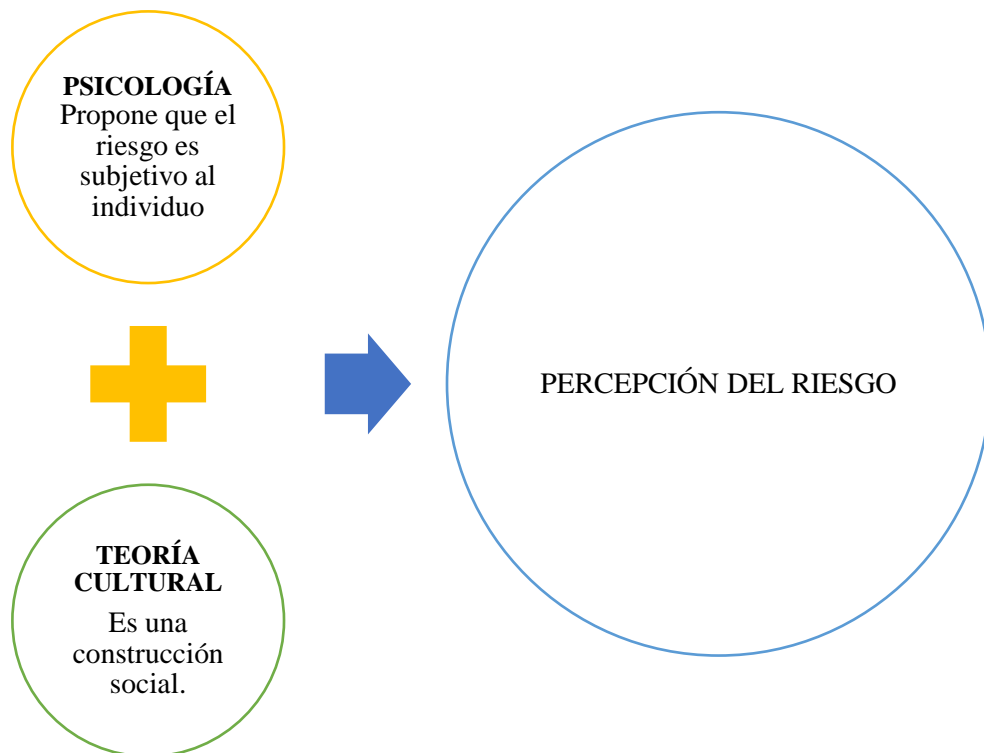 PSICOLOGÍA
Propone que el
riesgo es
subjetivo al
individuo
PERCEPCIÓN DEL RIESGO
TEORÍA
CULTURAL
Es una
construcción
social.